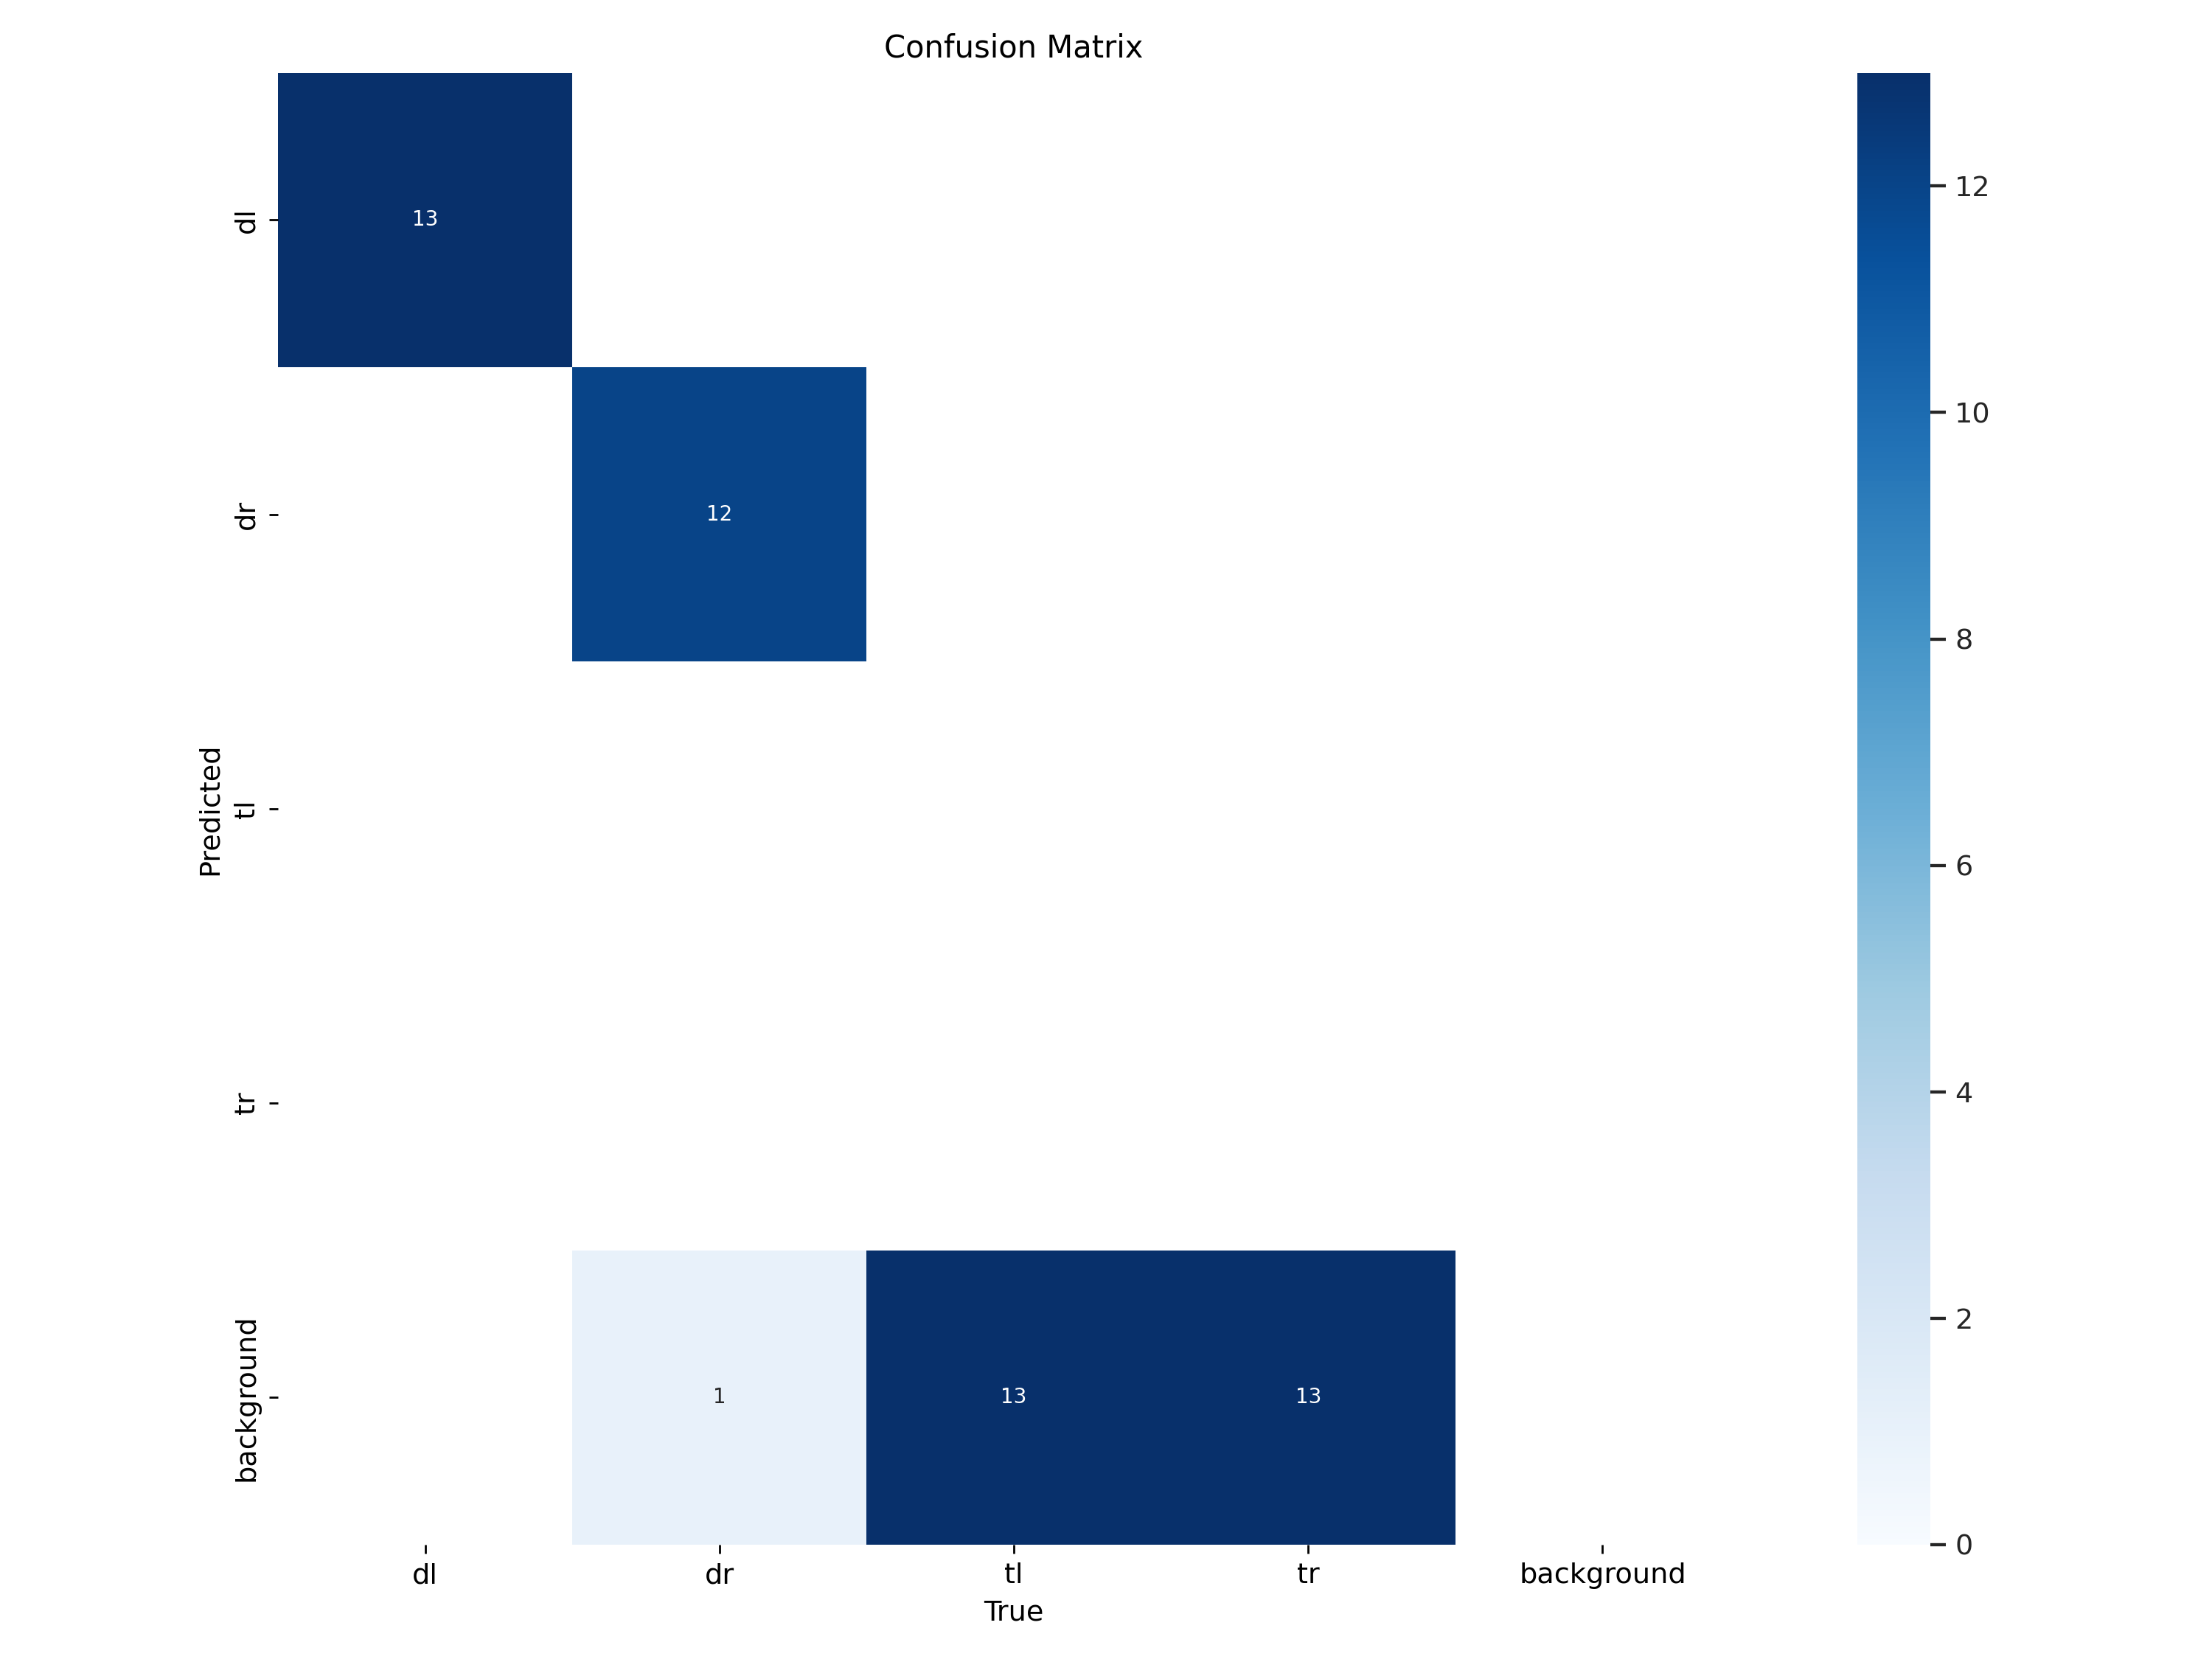 Confusion Matrix
dl
13
12
dr
12
10
8
Predicted
tl
6
tr
4
2
background
1
13
13
0
dl
dr
tl
tr
background
True